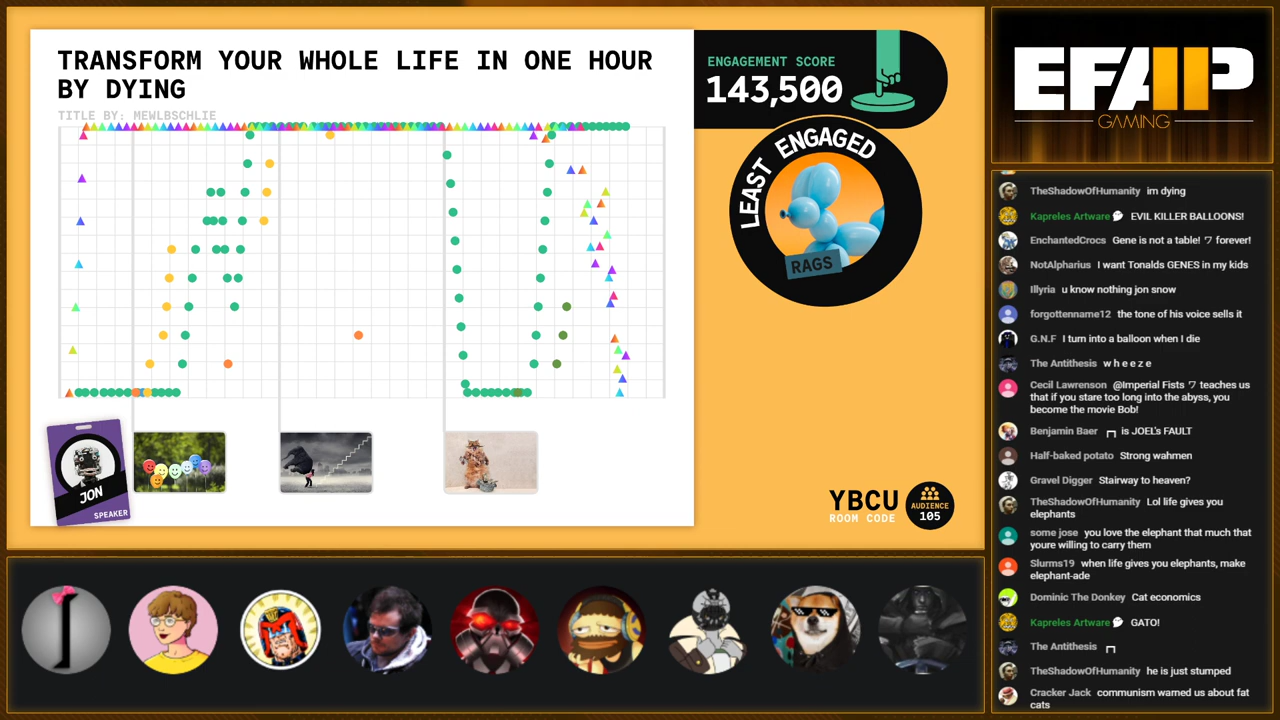 TRANSFORM YOUR WHOLE LIFE IN ONE HOUR
BY DYING
TITLE BY: MEWLBSCHLIE
JON
SPEAKER
ENGAGEMENT SCORE
143,500
LEAST ENGAGED
RAGS
YBCU
ROOM CODE
AUDIENCE
105
EFAP
GAMING
TheShadowOfHumanity im dying
Kapreles Artware EVIL KILLER BALLOONS!
EnchantedCrocs Gene is not a table! ワ forever!
NotAlpharius I want Tonalds GENES in my kids
Illyria u know nothing jon snow
forgottenname12 the tone of his voice sells it
G.N.F I turn into a balloon when I die
The Antithesis w h e e z e
Cecil Lawrenson @Imperial Fists ワ teaches us
that if you stare too long into the abyss, you
become the movie Bob!
Benjamin Baer ┏┓ is JOEL's FAULT
Half-baked potato Strong wahmen
Gravel Digger Stairway to heaven?
TheShadowOfHumanity Lol life gives you
elephants
some jose you love the elephant that much that
youre willing to carry them
Slurms19 when life gives you elephants, make
elephant-ade
Dominic The Donkey Cat economics
Kapreles Artware GATO!
The Antithesis ┏┓
TheShadowOfHumanity he is just stumped
Cracker Jack communism warned us about fat
cats